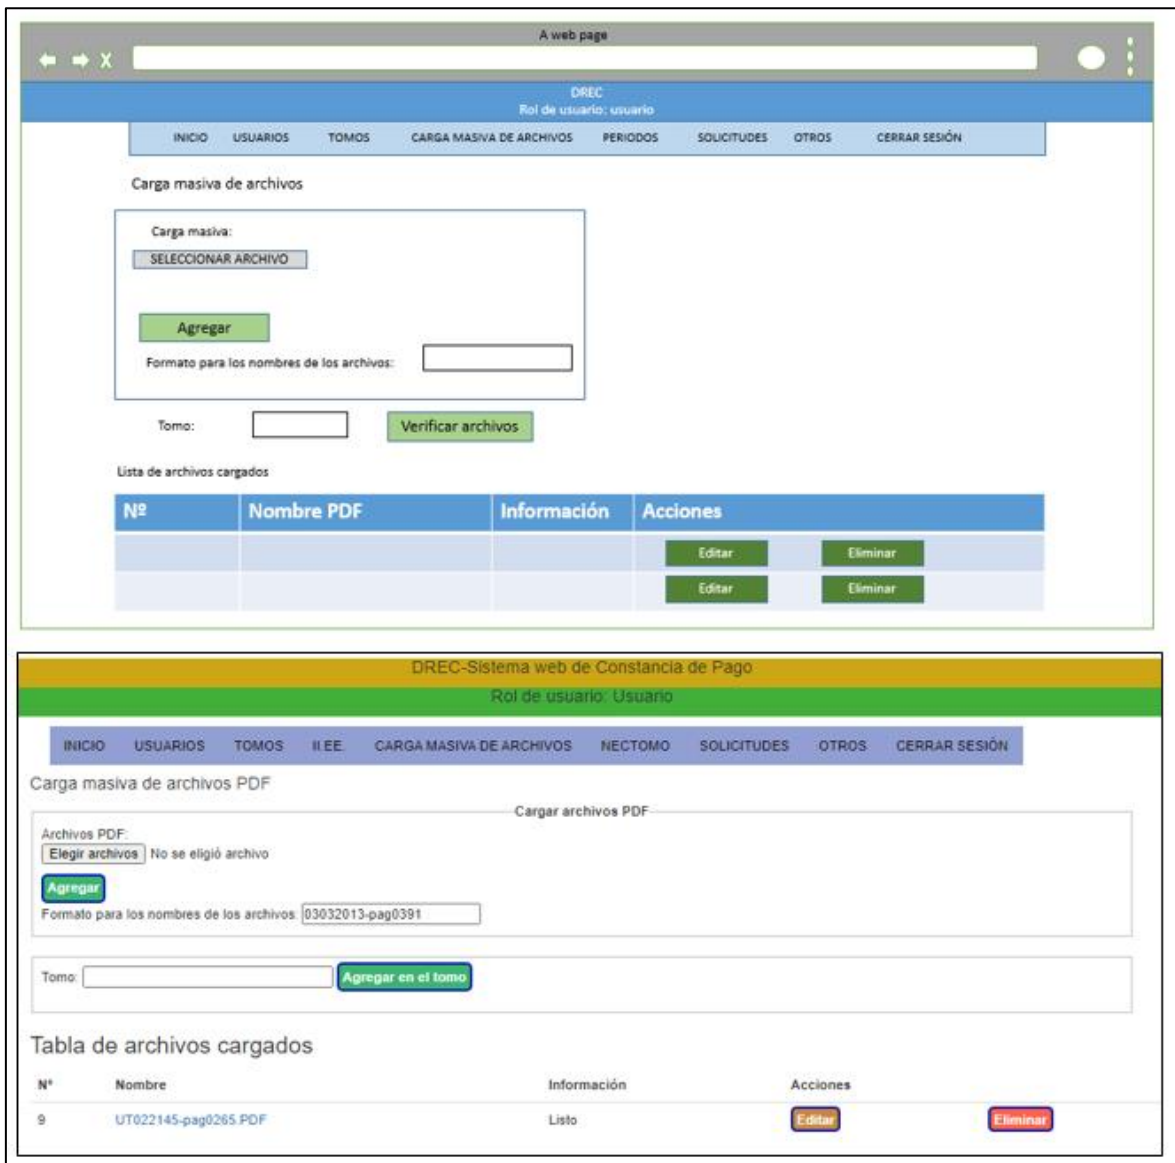 A web page
X
DREC
Rol de usuario: usuario
INICIO USUARIOS TOMOS CARGA MASIVA DE ARCHIVOS PERIODOS SOLICITUDES OTROS CERRAR SESIÓN
Carga masiva de archivos
Carga masiva:
SELECCIONAR ARCHIVO
Agregar
Formato para los nombres de los archivos:
Tomo: Verificar archivos
Lista de archivos cargados
Nº Nombre PDF Información Acciones
Editar Eliminar
Editar Eliminar
DREC-Sistema web de Constancia de Pago
Rol de usuario: Usuario
INICIO USUARIOS TOMOS II.EE. CARGA MASIVA DE ARCHIVOS NECTOMO SOLICITUDES OTROS CERRAR SESIÓN
Carga masiva de archivos PDF
Cargar archivos PDF
Archivos PDF:
Elegir archivos No se eligió archivo
Agregar
Formato para los nombres de los archivos: 03032013-pag0391
Tomo: Agregar en el tomo
Tabla de archivos cargados
N° Nombre Información Acciones
9 UT022145-pag0265.PDF Listo Editar Eliminar